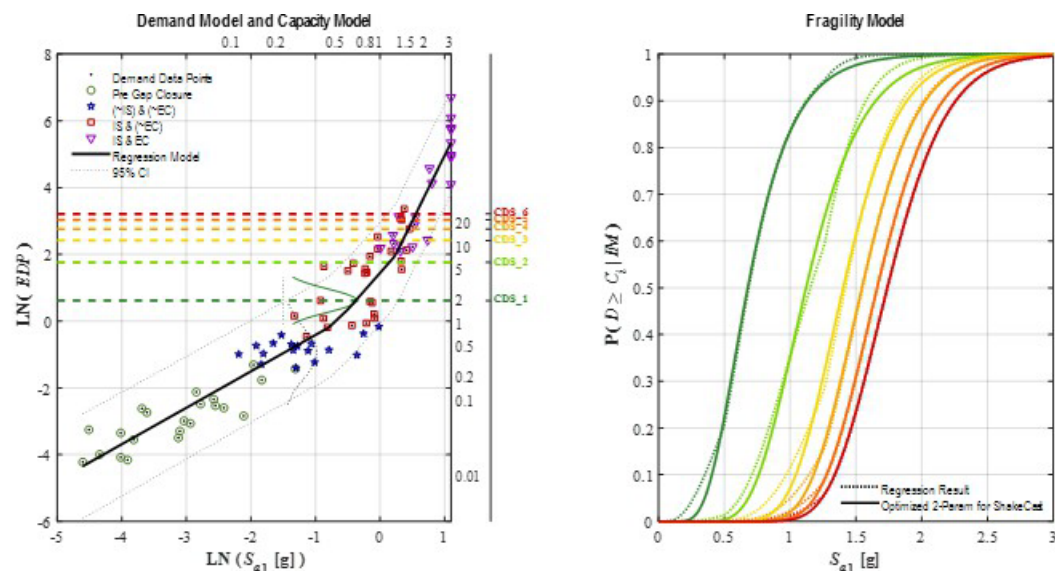 Demand Model and Capacity Model
0.1 0.2 0.5 0.8 1 1.5 2 3
8
6
4
2
0
-2
-4
-6
LN( EDP)
Demand Data Points
Pre Gap Closure
(~IS) & (~EC)
IS & (~EC)
IS & EC
Regression Model
95% CI
20
10
5
2
1
0.5
0.2
0.1
0.01
CDS_6
CDS_4
CDS_3
CDS_2
CDS_1
-5 -4 -3 -2 -1 0 1
LN (Sa1 [g])
Fragility Model
1
0.9
0.8
0.7
0.6
0.5
0.4
0.3
0.2
0.1
0
P( D ≥ Ci | IM)
Regression Result
Optimized 2-Param for ShakeCast
0 0.5 1 1.5 2 2.5 3
Sa1 [g]